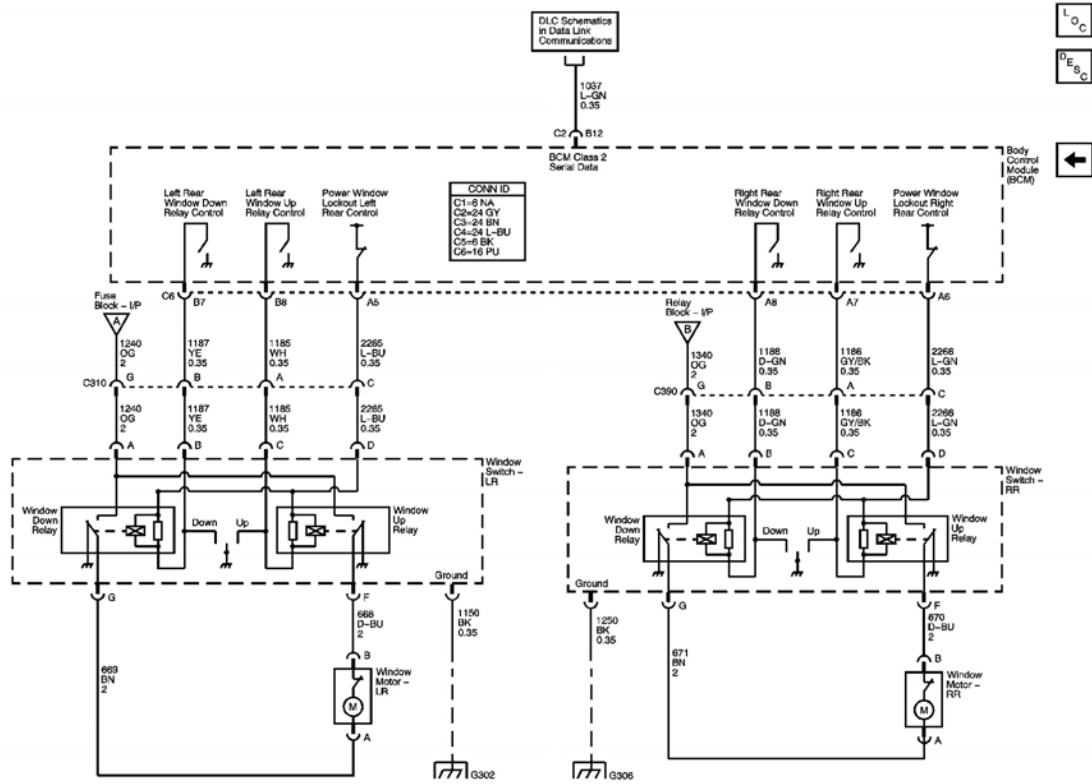 DLC Schematics
in Data Link
Communications
L
O
C
D
E
S
C
1037
L-GN
0.35
C2
B12
BCM Class 2
Serial Data
Body
Control
Module
(BCM)
Left Rear
Window Down
Relay Control
Left Rear
Window Up
Relay Control
Power Window
Lockout Left
Rear Control
CONN ID
C1=6 NA
C2=24 GY
C3=24 BN
C4=24 L-BU
C5=6 BK
C6=16 PU
Right Rear
Window Down
Relay Control
Right Rear
Window Up
Relay Control
Power Window
Lockout Right
Rear Control
Fuse
Block – I/P
A
C6
B7
B8
A5
Relay
Block – I/P
B
A8
A7
A6
1240
OG
2
1187
YE
0.35
1185
WH
0.35
2265
L-BU
0.35
1340
OG
2
1188
D-GN
0.35
1186
GY/BK
0.35
2266
L-GN
0.35
C310
G
B
A
C
C390
G
B
A
C
1240
OG
2
1187
YE
0.35
1185
WH
0.35
2265
L-BU
0.35
1340
OG
2
1188
D-GN
0.35
1186
GY/BK
0.35
2266
L-GN
0.35
A
B
C
D
A
B
C
D
Window
Switch –
LR
Window
Switch –
RR
Window
Down
Relay
Down
Up
Window
Up
Relay
Window
Down
Relay
Down
Up
Window
Up
Relay
Ground
Ground
G
F
G
F
669
BN
2
668
D-BU
2
1150
BK
0.35
1250
BK
0.35
671
BN
2
670
D-BU
2
B
Window
Motor –
LR
M
A
B
Window
Motor –
RR
M
A
G302
G306